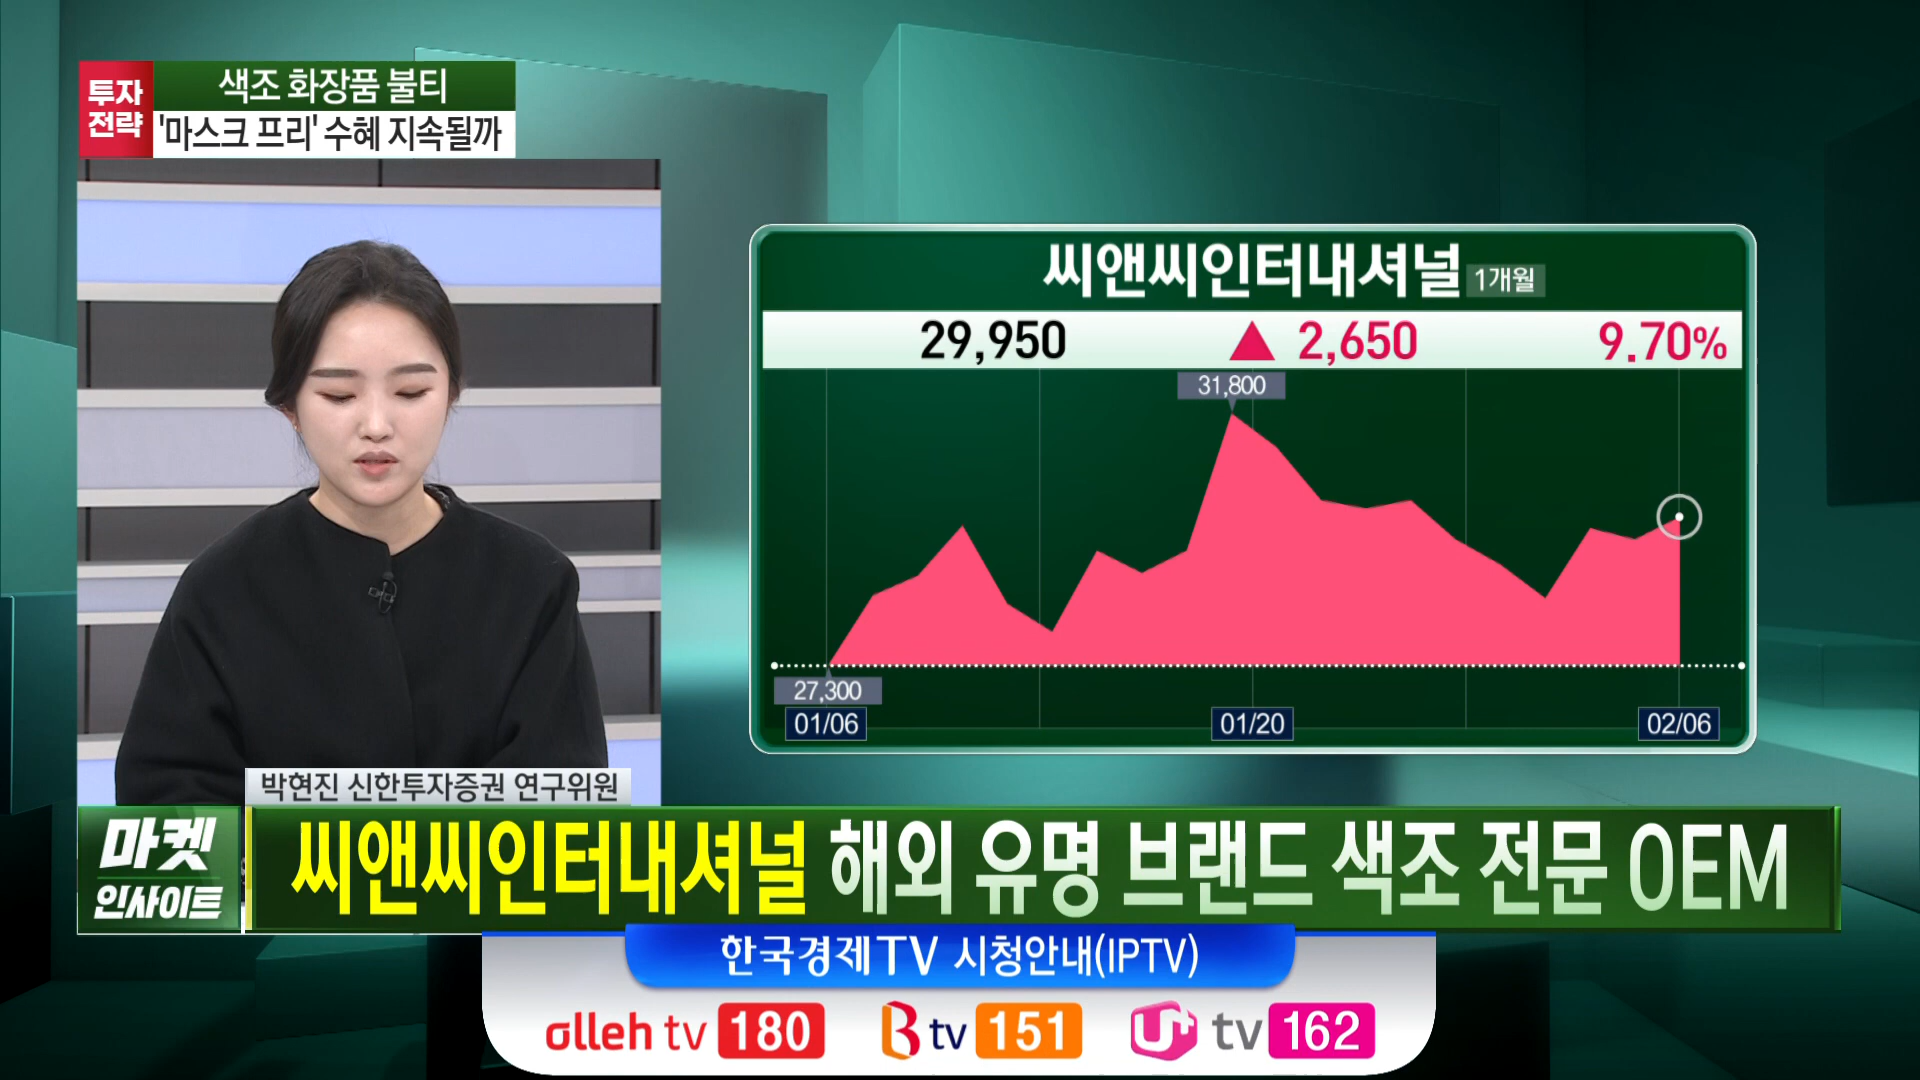 투자
전략
색조 화장품 불티
'마스크 프리' 수혜 지속될까
씨앤씨인터내셔널 1개월
29,950 ▲ 2,650 9.70%
31,800
27,300
01/06 01/20 02/06
박현진 신한투자증권 연구위원
마켓
인사이트
씨앤씨인터내셔널 해외 유명 브랜드 색조 전문 OEM
한국경제TV 시청안내(IPTV)
olleh tv 180 B tv 151 U+ tv 162